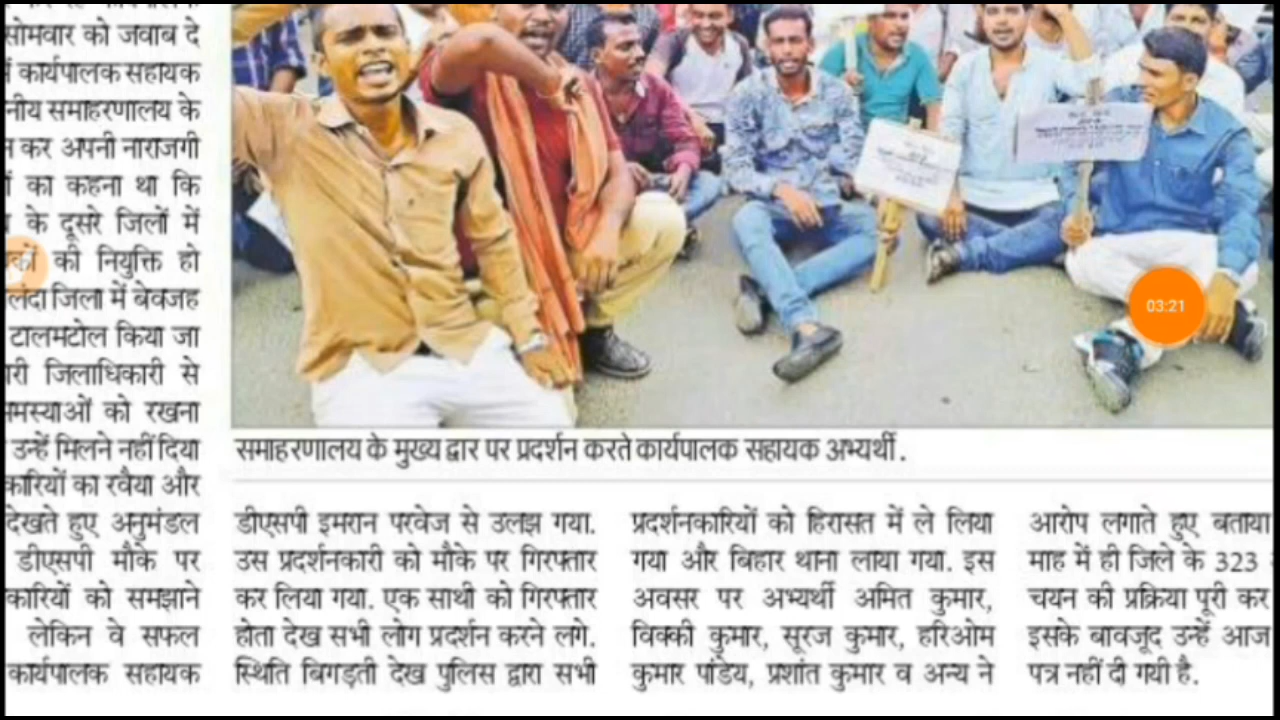 सोमवार को जवाब दे
कार्यपालक सहायक
नीय समाहरणालय के
कर अपनी नाराजगी
का कहना था कि
के दूसरे जिलों में
कों की नियुक्ति हो
लंदा जिला में बेवजह
टालमटोल किया जा
री जिलाधिकारी से
मस्याओं को रखना
उन्हें मिलने नहीं दिया
कारियों का रवैया और
देखते हुए अनुमंडल
डीएसपी मौके पर
कारियों को समझाने
लेकिन वे सफल
कार्यपालक सहायक
03:21
समाहरणालय के मुख्य द्वार पर प्रदर्शन करते कार्यपालक सहायक अभ्यर्थी.
डीएसपी इमरान परवेज से उलझ गया.
उस प्रदर्शनकारी को मौके पर गिरफ्तार
कर लिया गया. एक साथी को गिरफ्तार
होता देख सभी लोग प्रदर्शन करने लगे.
स्थिति बिगड़ती देख पुलिस द्वारा सभी
प्रदर्शनकारियों को हिरासत में ले लिया
गया और बिहार थाना लाया गया. इस
अवसर पर अभ्यर्थी अमित कुमार,
विक्की कुमार, सूरज कुमार, हरिओम
कुमार पांडेय, प्रशांत कुमार व अन्य ने
आरोप लगाते हुए बताया
माह में ही जिले के 323
चयन की प्रक्रिया पूरी कर
इसके बावजूद उन्हें आज
पत्र नहीं दी गयी है.